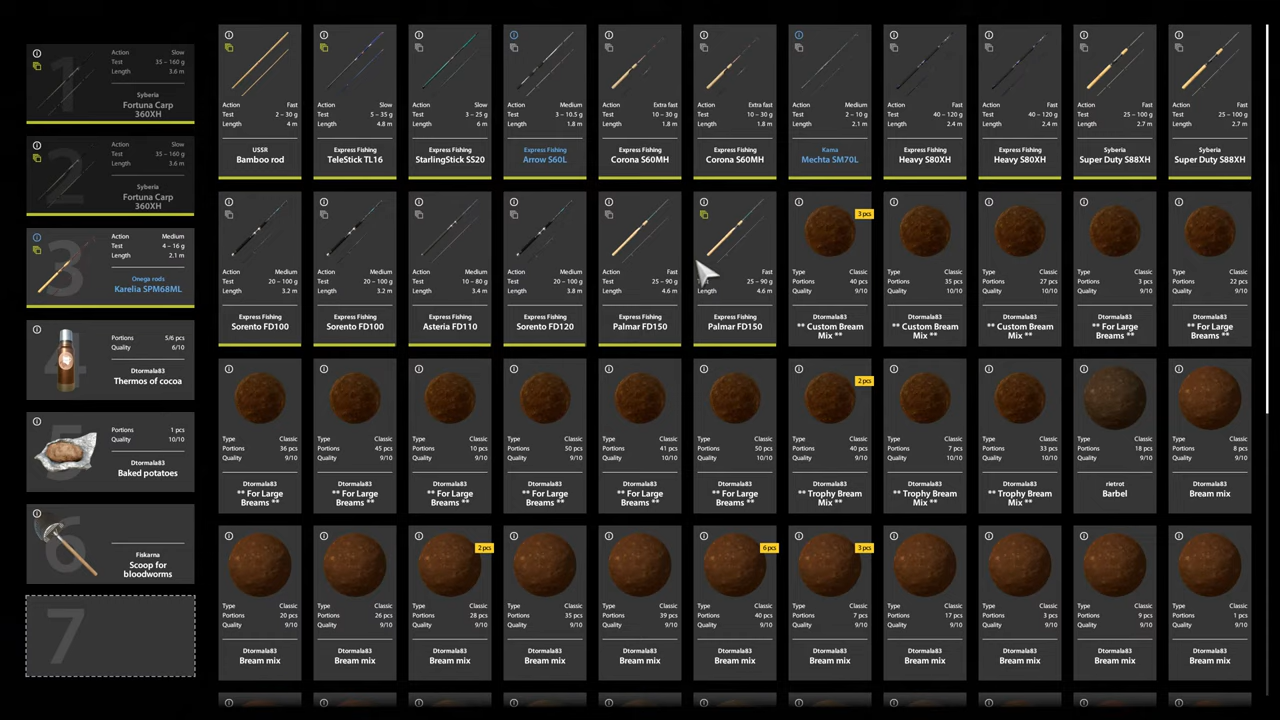 1
Action Slow
Test 35 – 160 g
Length 3.6 m
Syberia
Fortuna Carp
360XH
2
Action Slow
Test 35 – 160 g
Length 3.6 m
Syberia
Fortuna Carp
360XH
3
Action Medium
Test 4 – 16 g
Length 2.1 m
Omega rods
Karelia SPM68ML
4
Portions 5/6 pcs
Quality 6/10
Dtormala83
Thermos of cocoa
5
Portions 1 pcs
Quality 10/10
Dtormala83
Baked potatoes
6
Fiskarna
Scoop for
bloodworms
7
Action Fast
Test 2 – 30 g
Length 4 m
USSR
Bamboo rod
Action Slow
Test 5 – 35 g
Length 4.8 m
Express Fishing
TeleStick TL16
Action Slow
Test 3 – 25 g
Length 6 m
Express Fishing
StarlingStick SS20
Action Medium
Test 3 – 10.5 g
Length 1.8 m
Express Fishing
Arrow S60L
Action Extra fast
Test 10 – 30 g
Length 1.8 m
Express Fishing
Corona S60MH
Action Extra fast
Test 10 – 30 g
Length 1.8 m
Express Fishing
Corona S60MH
Action Medium
Test 2 – 10 g
Length 2.1 m
Kama
Mechta SM70L
Action Fast
Test 40 – 120 g
Length 2.4 m
Express Fishing
Heavy S80XH
Action Fast
Test 40 – 120 g
Length 2.4 m
Express Fishing
Heavy S80XH
Action Fast
Test 25 – 100 g
Length 2.7 m
Syberia
Super Duty S88XH
Action Fast
Test 25 – 100 g
Length 2.7 m
Syberia
Super Duty S88XH
Action Medium
Test 20 – 100 g
Length 3.2 m
Express Fishing
Sorento FD100
Action Medium
Test 20 – 100 g
Length 3.2 m
Express Fishing
Sorento FD100
Action Medium
Test 10 – 80 g
Length 3.4 m
Express Fishing
Asteria FD110
Action Medium
Test 20 – 100 g
Length 3.8 m
Express Fishing
Sorento FD120
Action Fast
Test 25 – 90 g
Length 4.6 m
Express Fishing
Palmar FD150
Fast
Test 25 – 90 g
Length 4.6 m
Express Fishing
Palmar FD150
3 pcs
Type Classic
Portions 40 pcs
Quality 9/10
Dtormala83
** Custom Bream
Mix **
Type Classic
Portions 35 pcs
Quality 10/10
Dtormala83
** Custom Bream
Mix **
Type Classic
Portions 27 pcs
Quality 10/10
Dtormala83
** Custom Bream
Mix **
Type Classic
Portions 3 pcs
Quality 9/10
Dtormala83
** For Large
Breams **
Type Classic
Portions 22 pcs
Quality 9/10
Dtormala83
** For Large
Breams **
Type Classic
Portions 36 pcs
Quality 9/10
Dtormala83
** For Large
Breams **
Type Classic
Portions 45 pcs
Quality 9/10
Dtormala83
** For Large
Breams **
Type Classic
Portions 10 pcs
Quality 9/10
Dtormala83
** For Large
Breams **
Type Classic
Portions 50 pcs
Quality 9/10
Dtormala83
** For Large
Breams **
Type Classic
Portions 41 pcs
Quality 10/10
Dtormala83
** For Large
Breams **
Type Classic
Portions 50 pcs
Quality 10/10
Dtormala83
** For Large
Breams **
2 pcs
Type Classic
Portions 40 pcs
Quality 9/10
Dtormala83
** Trophy Bream
Mix **
Type Classic
Portions 7 pcs
Quality 10/10
Dtormala83
** Trophy Bream
Mix **
Type Classic
Portions 33 pcs
Quality 10/10
Dtormala83
** Trophy Bream
Mix **
Type Classic
Portions 18 pcs
Quality 9/10
rietrot
Barbel
Type Classic
Portions 8 pcs
Quality 9/10
Dtormala83
Bream mix
Type Classic
Portions 20 pcs
Quality 9/10
Dtormala83
Bream mix
Type Classic
Portions 26 pcs
Quality 9/10
Dtormala83
Bream mix
2 pcs
Type Classic
Portions 28 pcs
Quality 9/10
Dtormala83
Bream mix
Type Classic
Portions 35 pcs
Quality 9/10
Dtormala83
Bream mix
Type Classic
Portions 39 pcs
Quality 9/10
Dtormala83
Bream mix
6 pcs
Type Classic
Portions 40 pcs
Quality 9/10
Dtormala83
Bream mix
3 pcs
Type Classic
Portions 7 pcs
Quality 9/10
Dtormala83
Bream mix
Type Classic
Portions 17 pcs
Quality 9/10
Dtormala83
Bream mix
Type Classic
Portions 3 pcs
Quality 9/10
Dtormala83
Bream mix
Type Classic
Portions 9 pcs
Quality 9/10
Dtormala83
Bream mix
Type Classic
Portions 1 pcs
Quality 9/10
Dtormala83
Bream mix